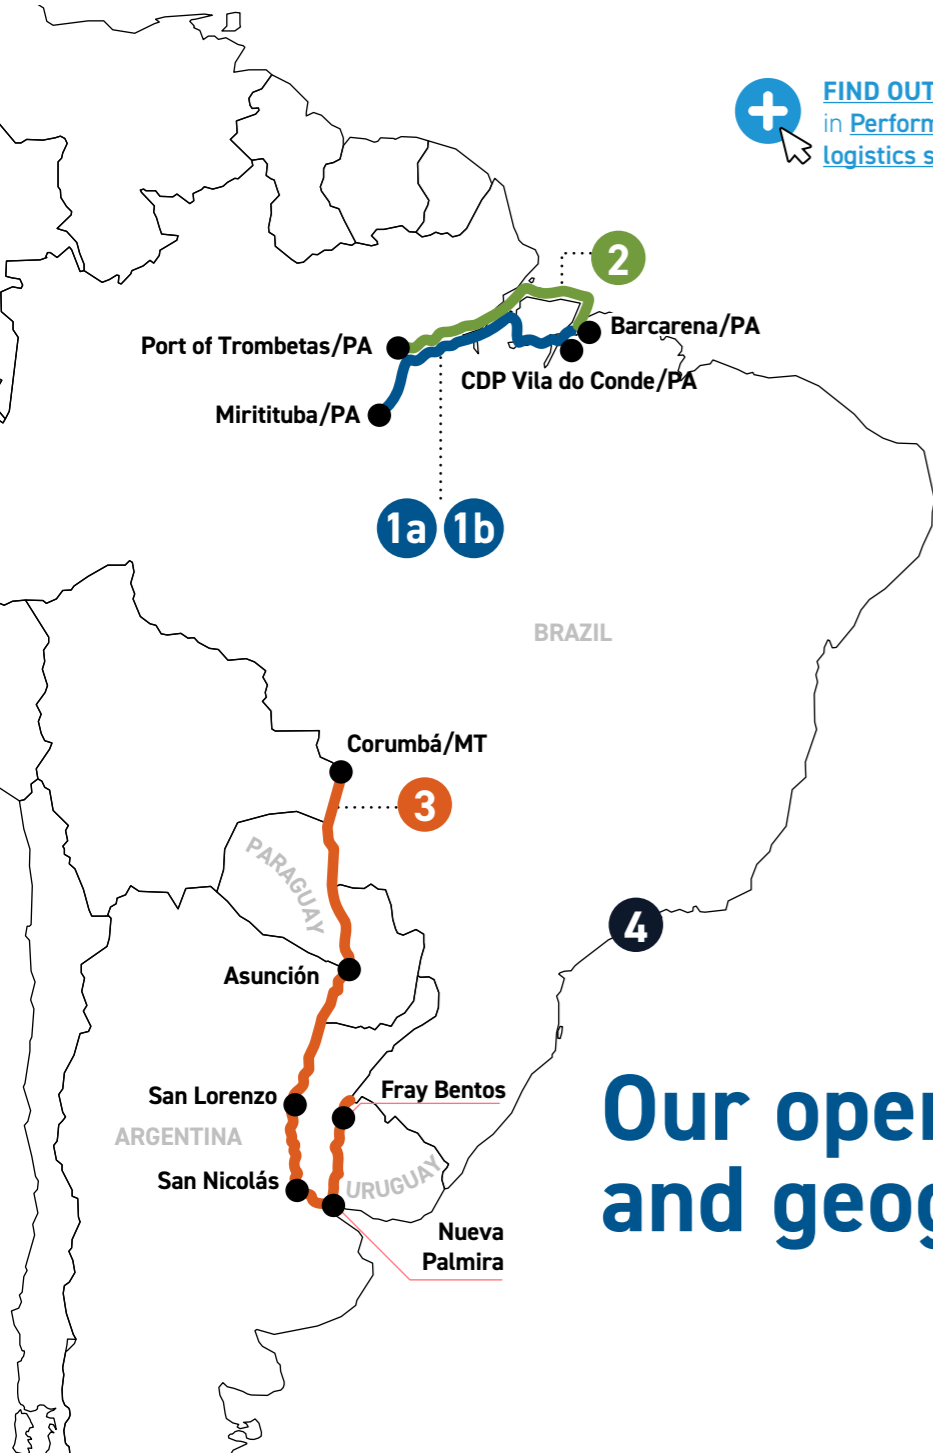 FIND OUT
in Perform
logistics s
2
Barcarena/PA
Port of Trombetas/PA
CDP Vila do Conde/PA
Miritituba/PA
1a 1b
BRAZIL
Corumbá/MT
3
PARAGUAY
4
Asunción
San Lorenzo
Fray Bentos
ARGENTINA
San Nicolás
URUGUAY
Nueva
Palmira
Our oper
and geog